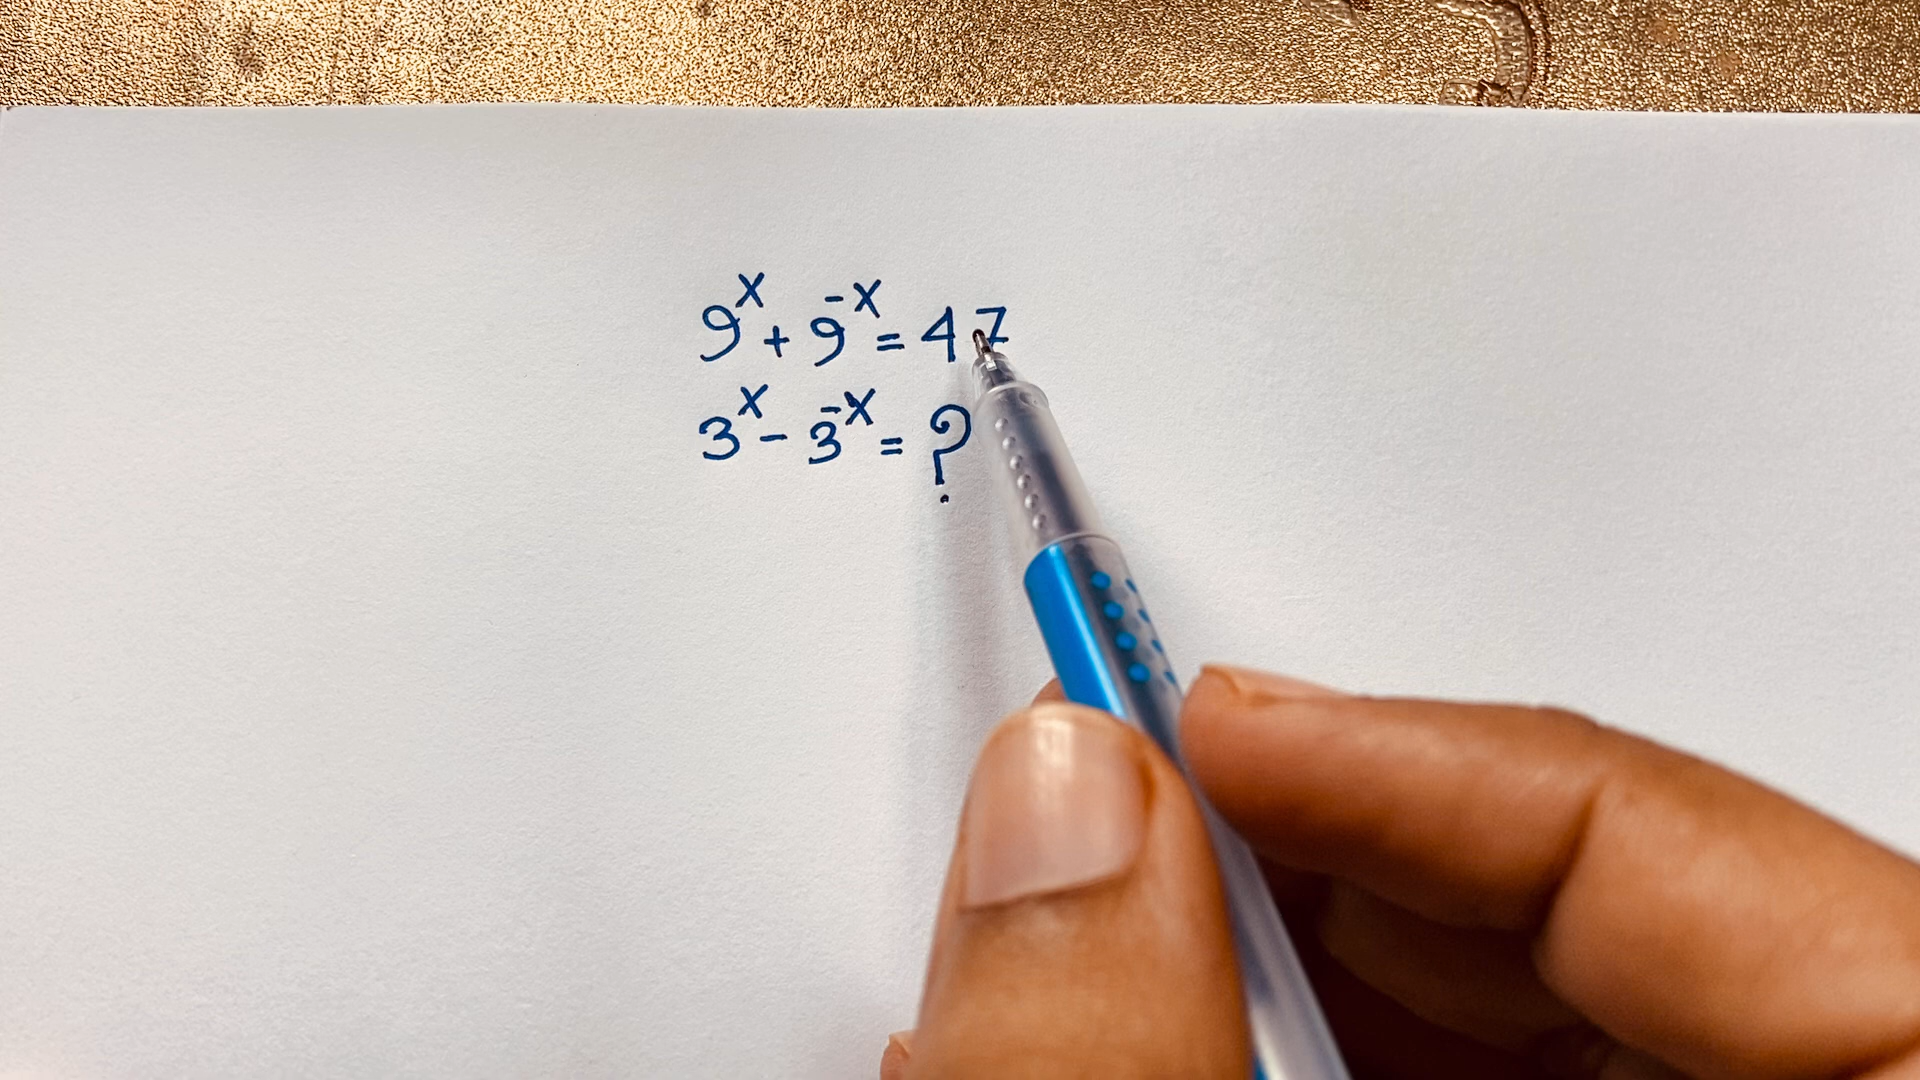 9^x + 9^-x = 47
3^x - 3^-x = ?